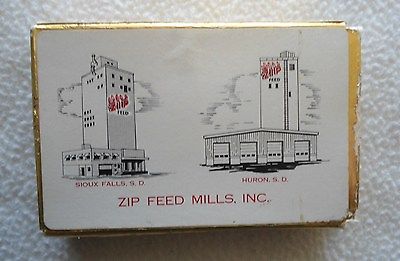 ZIP
FEED
ZIP
FEED
SIOUX FALLS, S. D.
HURON, S. D.
ZIP FEED MILLS, INC.